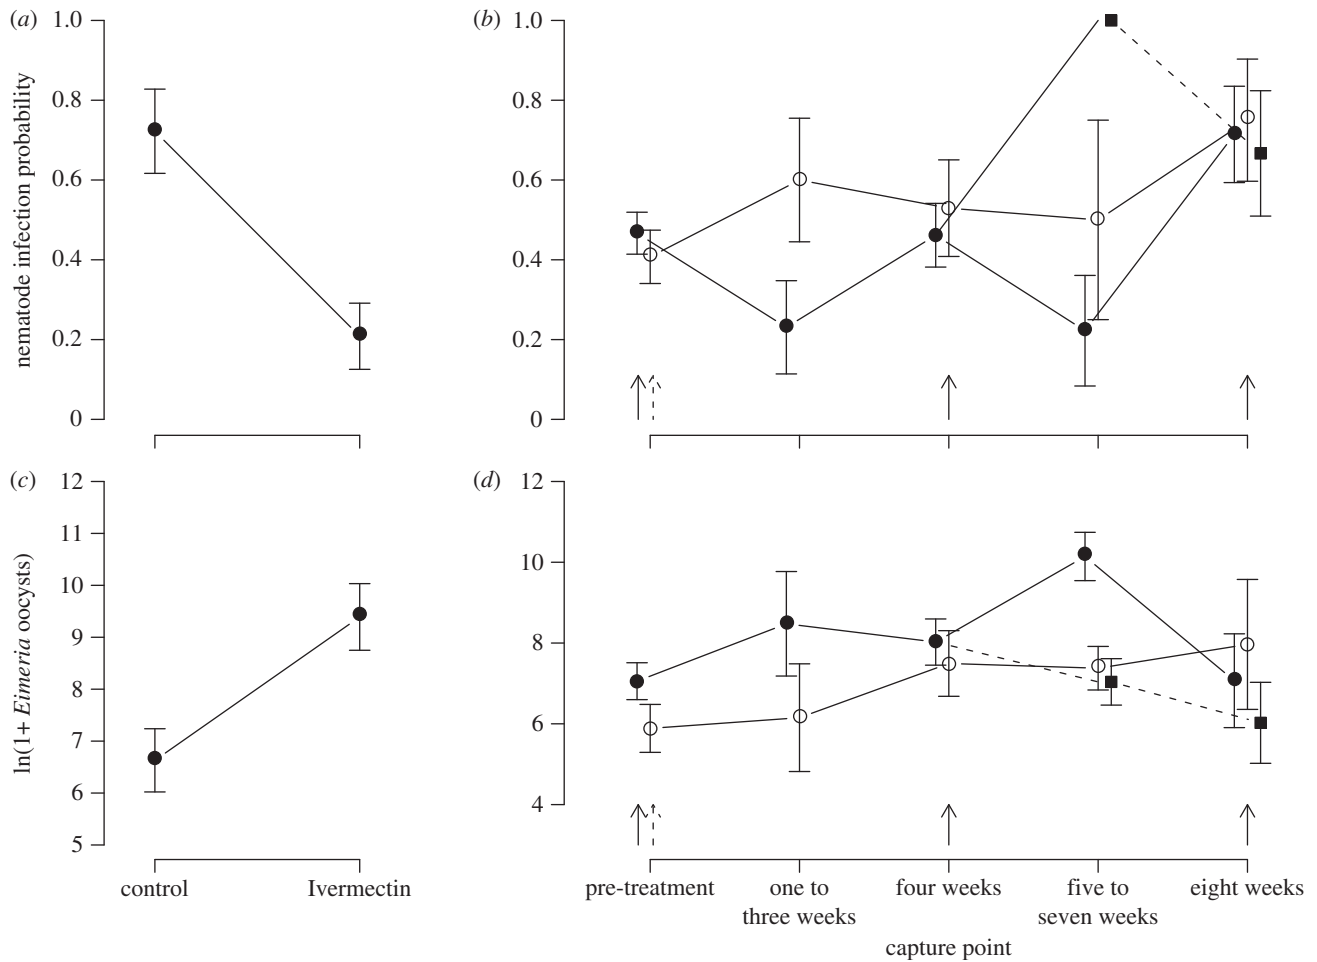 (a)
nematode infection probability
1.0
0.8
0.6
0.4
0.2
0
(b)
1.0
0.8
0.6
0.4
0.2
0
(c)
ln(1+ Eimeria oocysts)
12
11
10
9
8
7
6
5
control Ivermectin
(d)
12
10
8
6
4
pre-treatment one to four weeks five to eight weeks
three weeks seven weeks
capture point